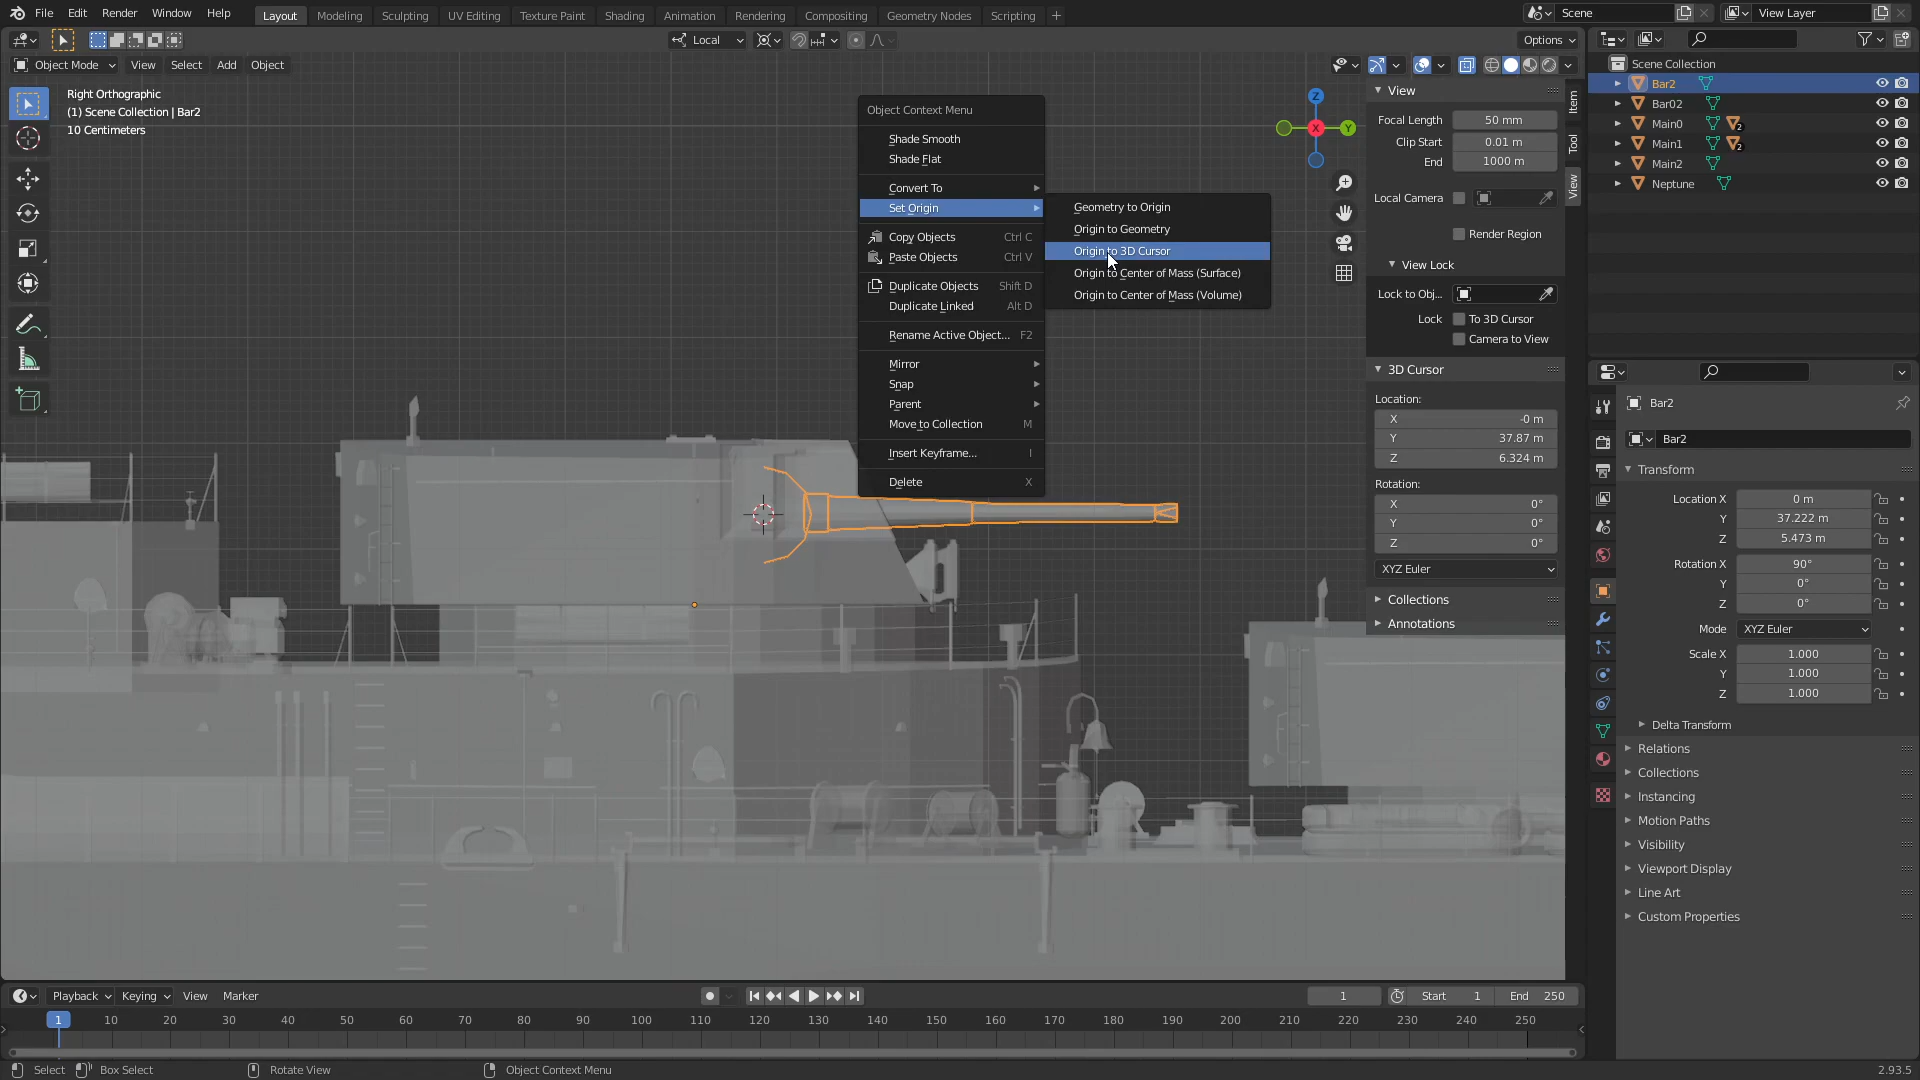 File Edit Render Window Help Layout Modeling Sculpting UV Editing Texture Paint Shading Animation Rendering Compositing Geometry Nodes Scripting + Scene View Layer
Local Options
Object Mode View Select Add Object
Right Orthographic
(1) Scene Collection | Bar2
10 Centimeters
Object Context Menu
Shade Smooth
Shade Flat
Convert To
Set Origin
Copy Objects Ctrl C
Paste Objects Ctrl V
Duplicate Objects Shift D
Duplicate Linked Alt D
Rename Active Object... F2
Mirror
Snap
Parent
Move to Collection M
Insert Keyframe... I
Delete X
Geometry to Origin
Origin to Geometry
Origin to 3D Cursor
Origin to Center of Mass (Surface)
Origin to Center of Mass (Volume)
Z
X
Y
View
Focal Length 50 mm
Clip Start 0.01 m
End 1000 m
Local Camera
Render Region
View Lock
Lock to Obj...
Lock To 3D Cursor
Camera to View
3D Cursor
Location:
X -0 m
Y 37.87 m
Z 6.324 m
Rotation:
X 0°
Y 0°
Z 0°
XYZ Euler
Collections
Annotations
Item
Tool
View
Scene Collection
Bar2
Bar02
Main0 2
Main1 2
Main2
Neptune
Bar2
Bar2
Transform
Location X 0 m
Y 37.222 m
Z 5.473 m
Rotation X 90°
Y 0°
Z 0°
Mode XYZ Euler
Scale X 1.000
Y 1.000
Z 1.000
Delta Transform
Relations
Collections
Instancing
Motion Paths
Visibility
Viewport Display
Line Art
Custom Properties
Playback Keying View Marker 1 Start 1 End 250
1 10 20 30 40 50 60 70 80 90 100 110 120 130 140 150 160 170 180 190 200 210 220 230 240 250
Select Box Select Rotate View Object Context Menu 2.93.5